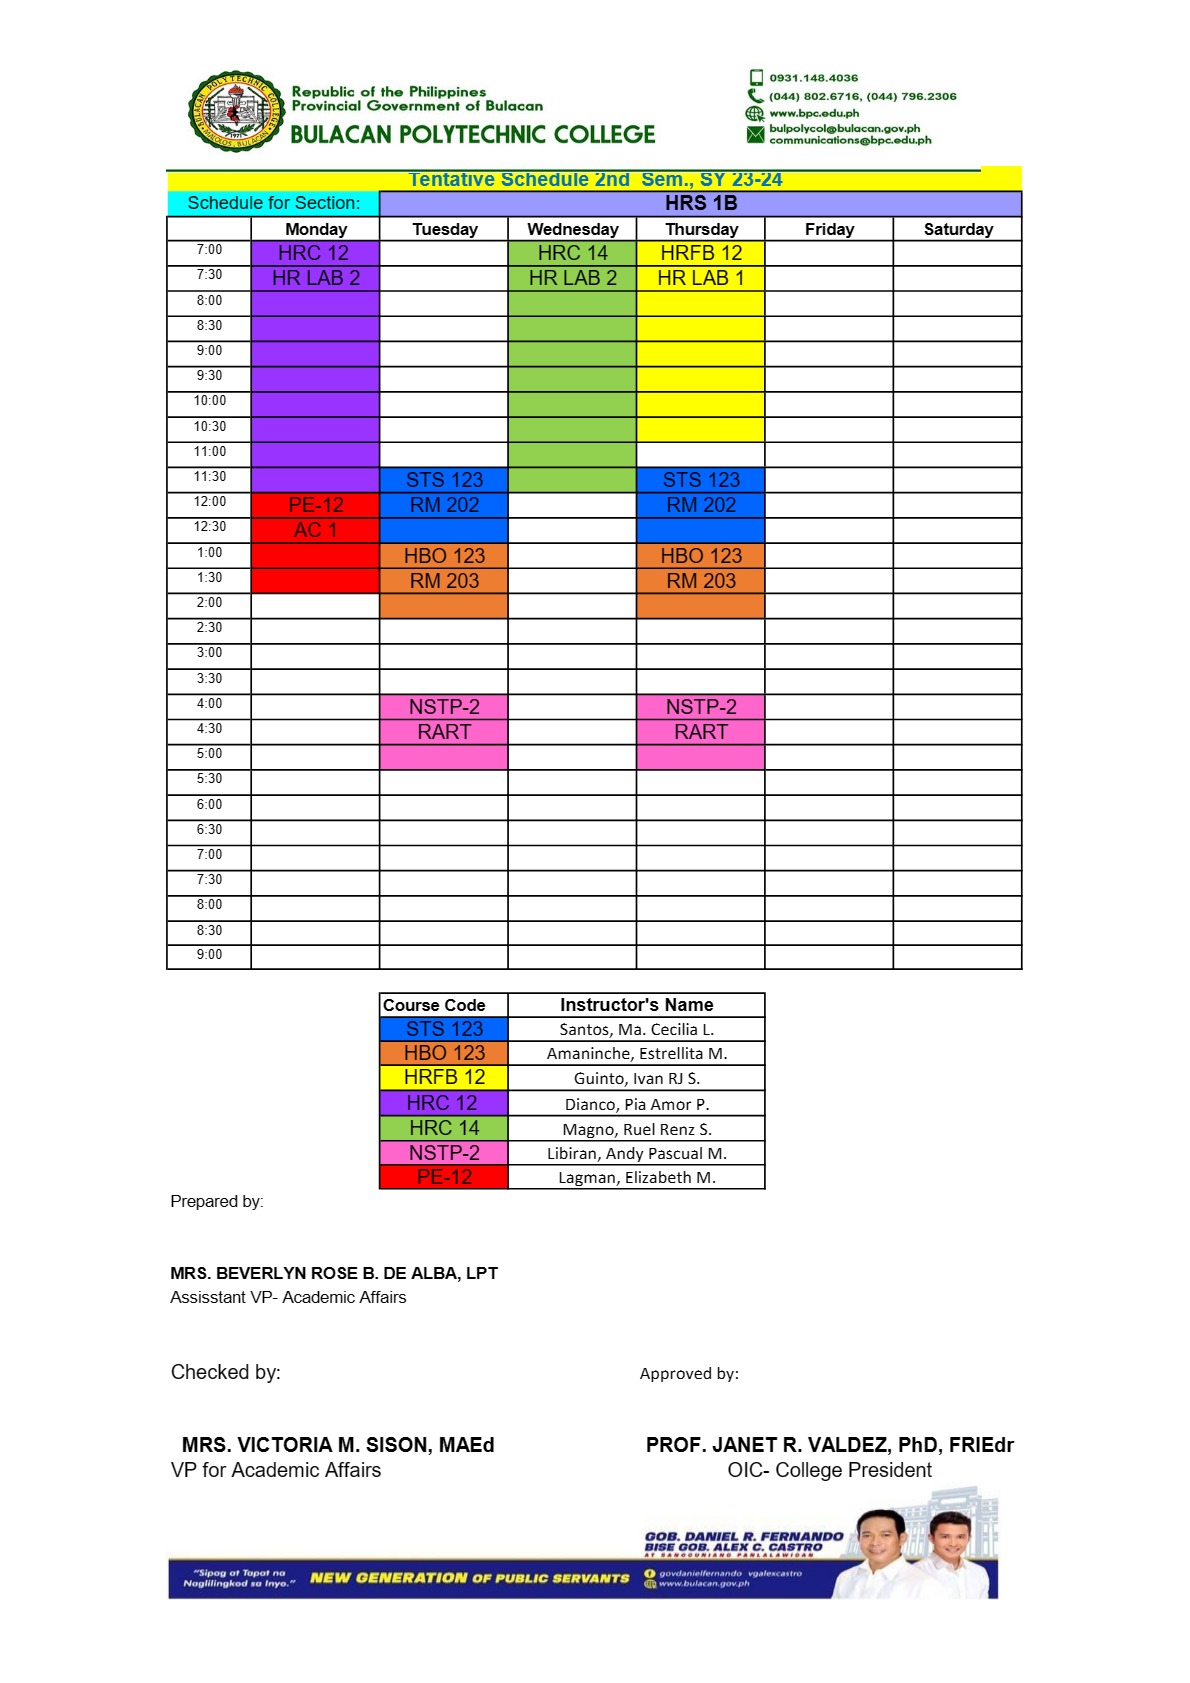 Republic of the Philippines
Provincial Government of Bulacan
BULACAN POLYTECHNIC COLLEGE
BULACAN POLYTECHNIC COLLEGE
MALOLOS, BULACAN
1971
0931.148.4036
(044) 802.6716, (044) 796.2306
www.bpc.edu.ph
bulpolycol@bulacan.gov.ph
communications@bpc.edu.ph
Tentative Schedule 2nd Sem., SY 23-24
Schedule for Section: HRS 1B
Monday Tuesday Wednesday Thursday Friday Saturday
7:00 HRC 12 HRC 14 HRFB 12
7:30 HR LAB 2 HR LAB 2 HR LAB 1
8:00
8:30
9:00
9:30
10:00
10:30
11:00
11:30 STS 123 STS 123
12:00 PE-12 RM 202 RM 202
12:30 AC 1
1:00 HBO 123 HBO 123
1:30 RM 203 RM 203
2:00
2:30
3:00
3:30
4:00 NSTP-2 NSTP-2
4:30 RART RART
5:00
5:30
6:00
6:30
7:00
7:30
8:00
8:30
9:00
Course Code Instructor's Name
STS 123 Santos, Ma. Cecilia L.
HBO 123 Amaninche, Estrellita M.
HRFB 12 Guinto, Ivan RJ S.
HRC 12 Dianco, Pia Amor P.
HRC 14 Magno, Ruel Renz S.
NSTP-2 Libiran, Andy Pascual M.
PE-12 Lagman, Elizabeth M.
Prepared by:
MRS. BEVERLYN ROSE B. DE ALBA, LPT
Assisstant VP- Academic Affairs
Checked by: Approved by:
MRS. VICTORIA M. SISON, MAEd PROF. JANET R. VALDEZ, PhD, FRIEdr
VP for Academic Affairs OIC- College President
GOB. DANIEL R. FERNANDO
BISE GOB. ALEX C. CASTRO
AT SANGGUNIANG PANLALAWIGAN
"Sipag at Tapat na
Naglilingkod sa Inyo."
NEW GENERATION OF PUBLIC SERVANTS
govdanielfernando vgalexcastro
www.bulacan.gov.ph